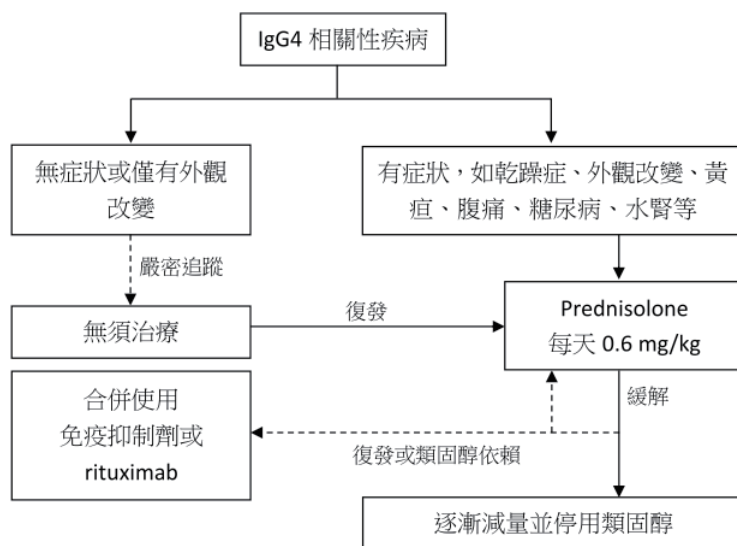 IgG4 相關性疾病
無症狀或僅有外觀
改變
有症狀，如乾躁症、外觀改變、黃
疸、腹痛、糖尿病、水腎等
嚴密追蹤
無須治療
復發
Prednisolone
每天 0.6 mg/kg
合併使用
免疫抑制劑或
rituximab
緩解
復發或類固醇依賴
逐漸減量並停用類固醇